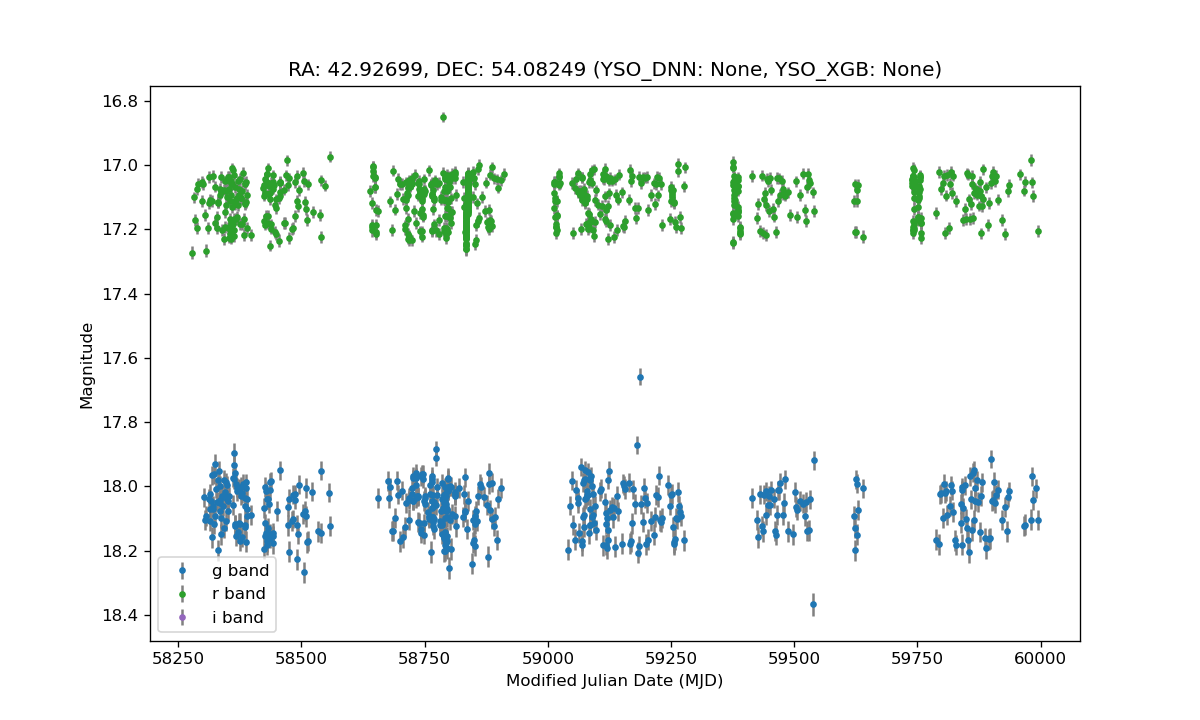 RA: 42.92699, DEC: 54.08249 (YSO_DNN: None, YSO_XGB: None)
Magnitude
16.8
17.0
17.2
17.4
17.6
17.8
18.0
18.2
18.4
g band
r band
i band
58250 58500 58750 59000 59250 59500 59750 60000
Modified Julian Date (MJD)